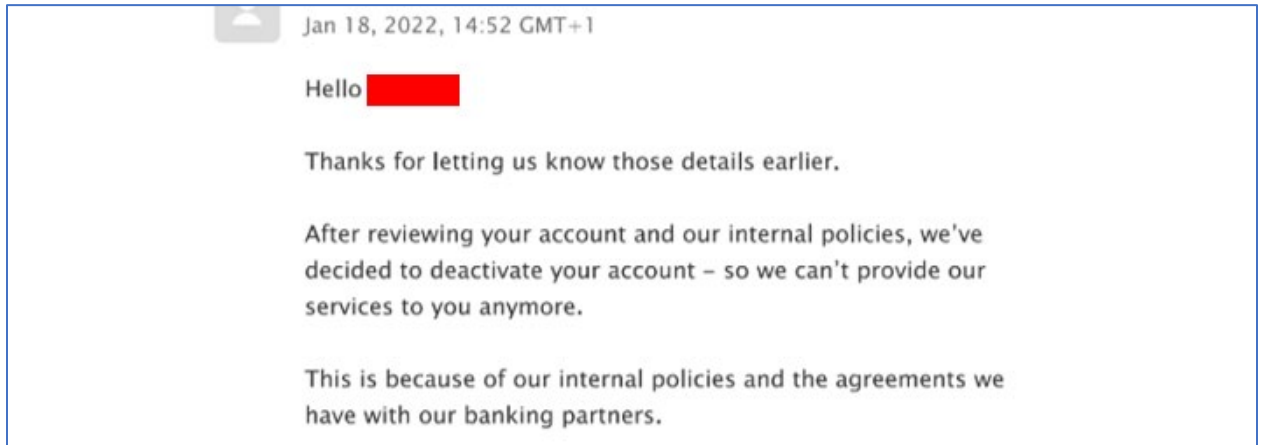 Jan 18, 2022, 14:52 GMT+1
Hello
Thanks for letting us know those details earlier.
After reviewing your account and our internal policies, we’ve
decided to deactivate your account – so we can’t provide our
services to you anymore.
This is because of our internal policies and the agreements we
have with our banking partners.